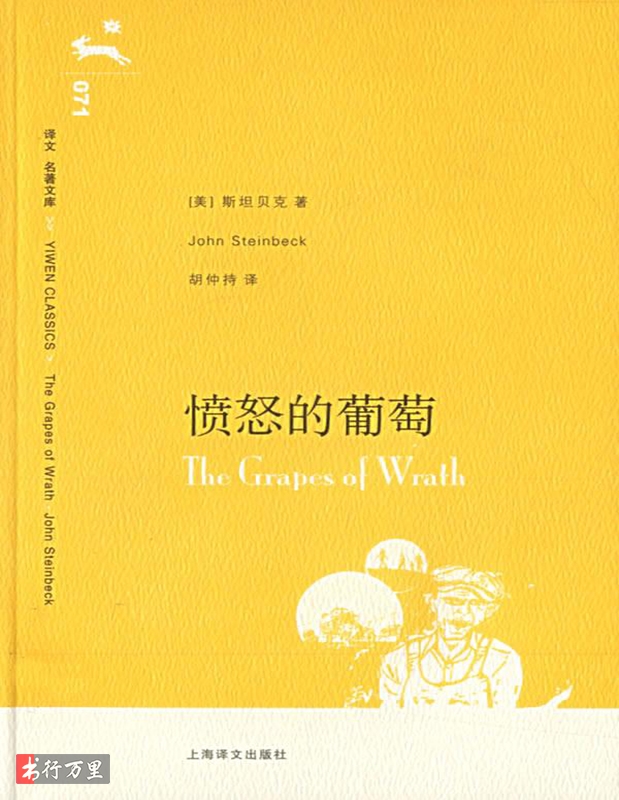 071
译文 名著文库 YIWEN CLASSICS The Grapes of Wrath John Steinbeck
[美] 斯坦贝克 著
John Steinbeck
胡仲持 译
愤怒的葡萄
The Grapes of Wrath
上海译文出版社
书行万里